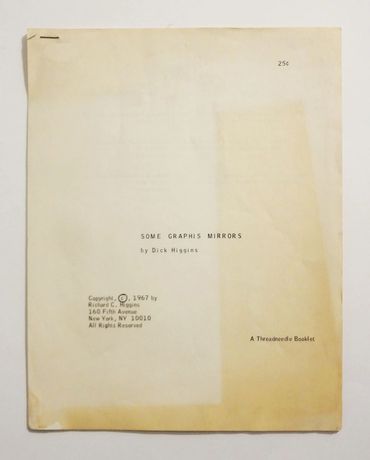 25¢
SOME GRAPHIS MIRRORS
by Dick Higgins
Copyright, ©, 1967 by
Richard C. Higgins
160 Fifth Avenue
New York, NY 10010
All Rights Reserved
A Threadneedle Booklet